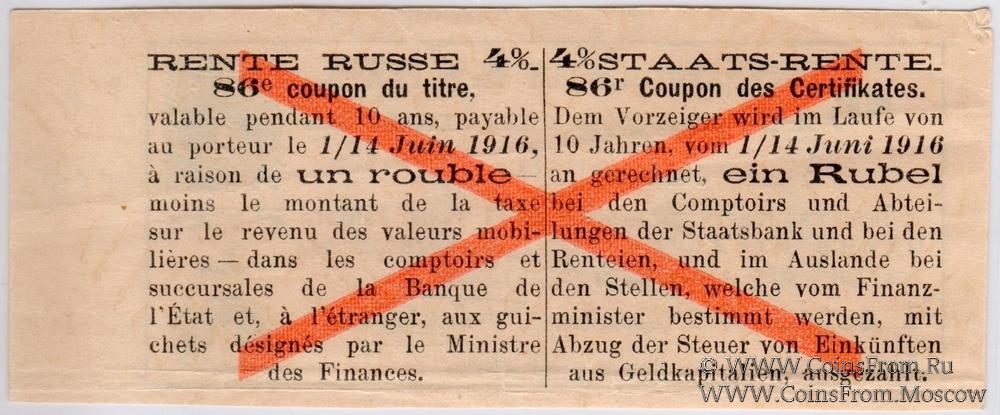 RENTE RUSSE 4%.
86e coupon du titre,
valable pendant 10 ans, payable
au porteur le 1/14 Juin 1916,
à raison de un rouble —
moins le montant de la taxe
sur le revenu des valeurs mobi-
lières — dans les comptoirs et
succursales de la Banque de
l'État et, à l'étranger, aux gui-
chets désignés par le Ministre
des Finances.
4% STAATS-RENTE.
86r Coupon des Certifikates.
Dem Vorzeiger wird im Laufe von
10 Jahren, vom 1/14 Juni 1916
an gerechnet, ein Rubel
bei den Comptoirs und Abtei-
lungen der Staatsbank und bei den
Renteien, und im Auslande bei
den Stellen, welche vom Finanz-
minister bestimmt werden, mit
Abzug der Steuer von Einkünften
aus Geldkapitalien, ausgezahlt.
© WWW.CoinsFrom.Ru
WWW.CoinsFrom.Moscow